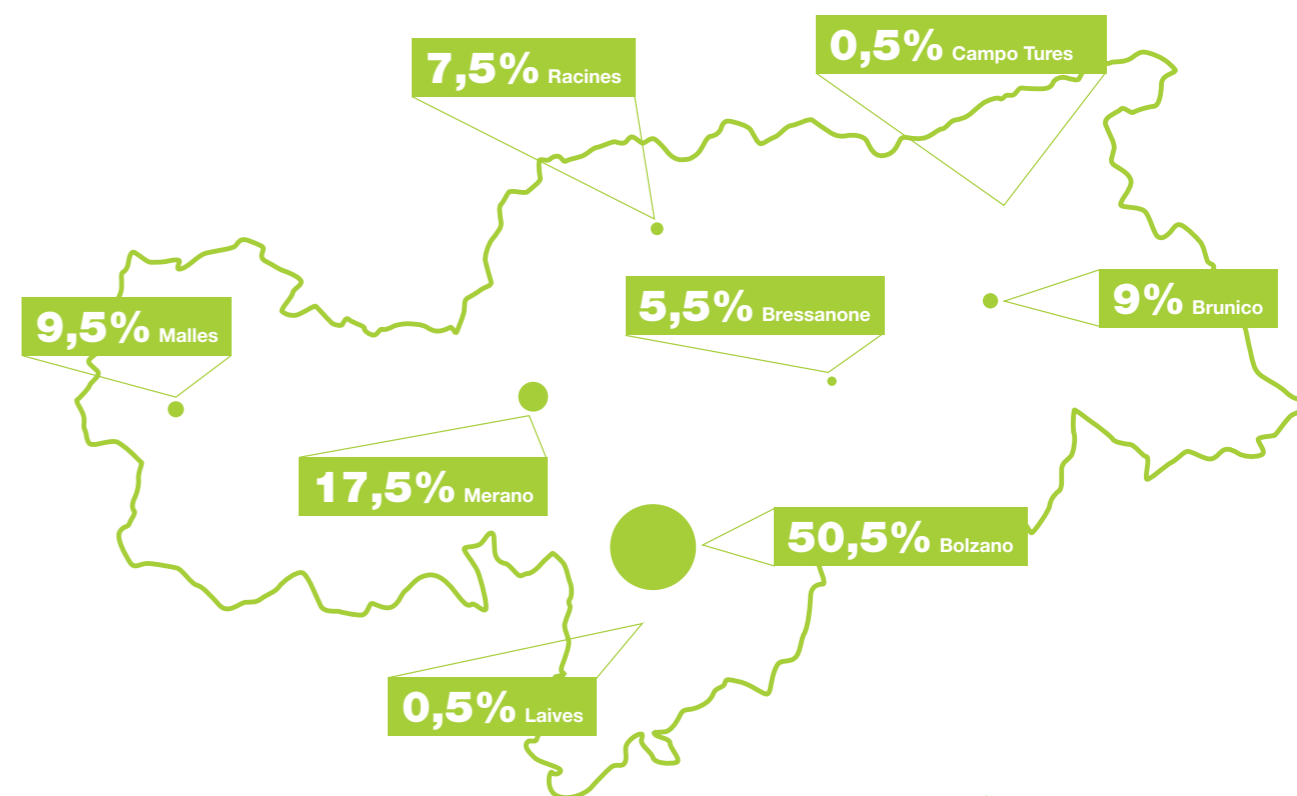 0,5% Campo Tures
7,5% Racines
9% Brunico
5,5% Bressanone
9,5% Malles
17,5% Merano
50,5% Bolzano
0,5% Laives